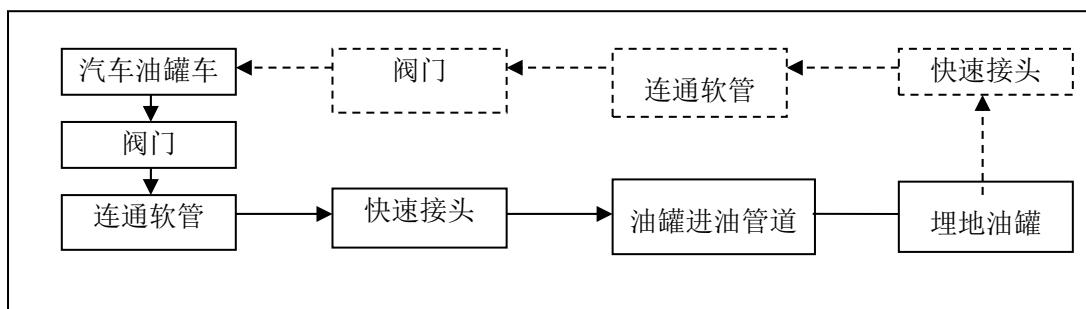 汽车油罐车
阀门
连通软管
快速接头
阀门
连通软管
快速接头
油罐进油管道
埋地油罐